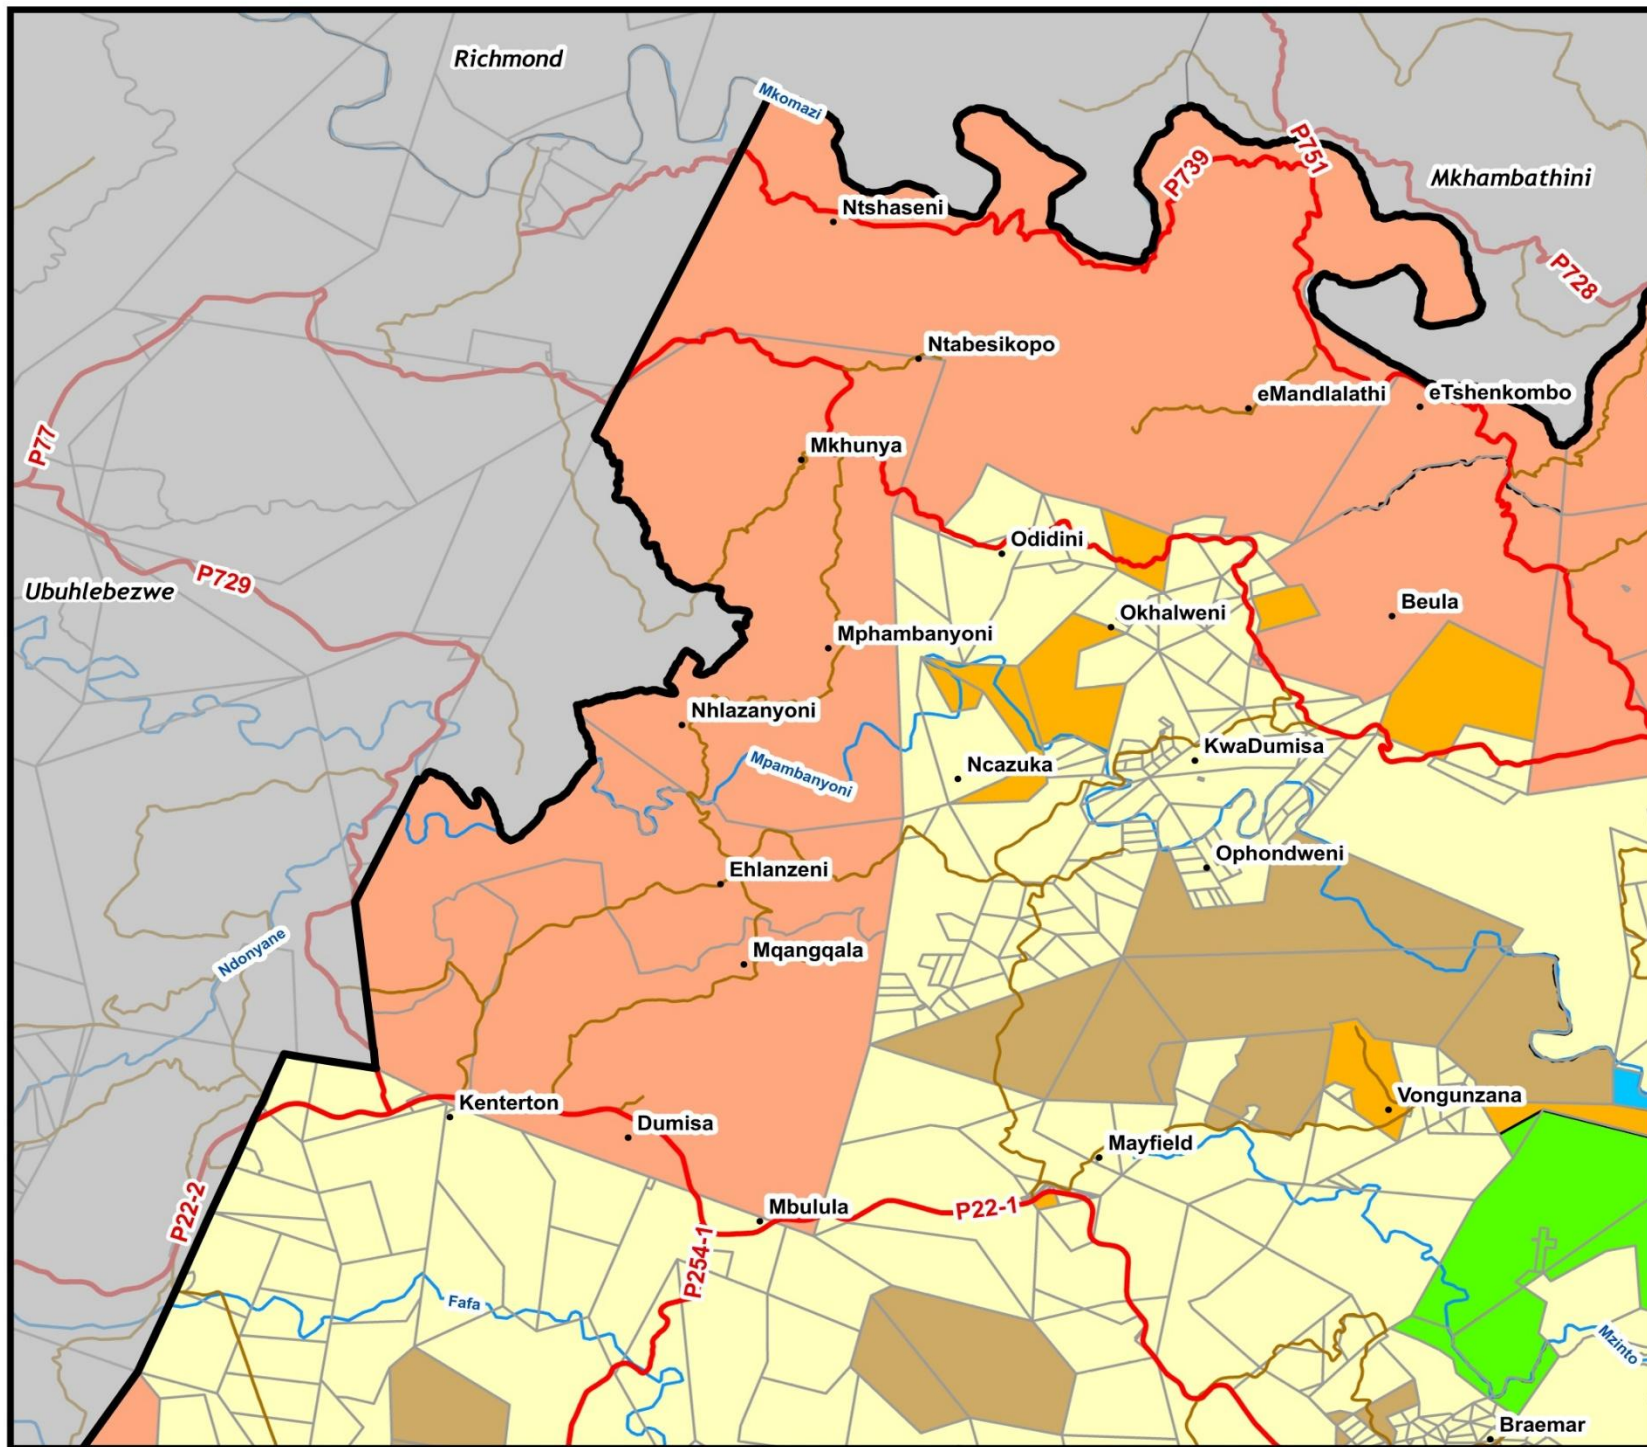 Richmond
Mkomazi
P751
P739
Mkhambathini
Ntshaseni
P728
Ntabesikopo
eMandlalathi
eTshenkombo
P77
Mkhunya
Odidini
P729
Ubuhlebezwe
Beula
Okhalweni
Mphambanyoni
Nhlazanyoni
KwaDumisa
Ncazuka
Mpambanyoni
Ophondweni
Ehlanzeni
Ndonyane
Mqangqala
Vongunzana
Kenterton
Dumisa
Mayfield
P22-2
Mbulula
P22-1
P254-1
Fafa
Mzinto
Braemar